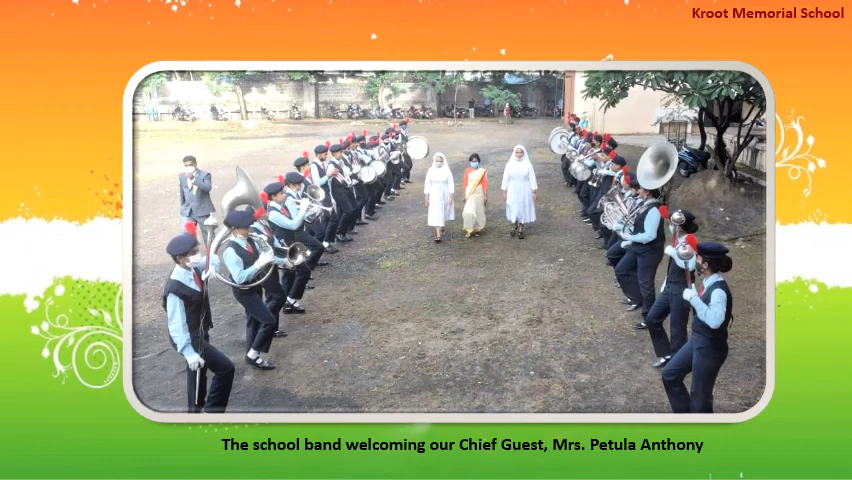 Kroot Memorial School
The school band welcoming our Chief Guest, Mrs. Petula Anthony